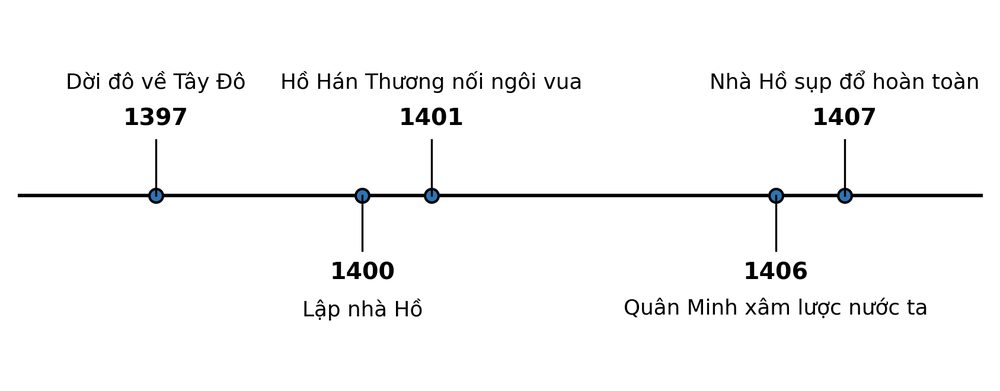 Dời đô về Tây Đô
1397
Hồ Hán Thương nối ngôi vua
1401
Nhà Hồ sụp đổ hoàn toàn
1407
1400
Lập nhà Hồ
1406
Quân Minh xâm lược nước ta